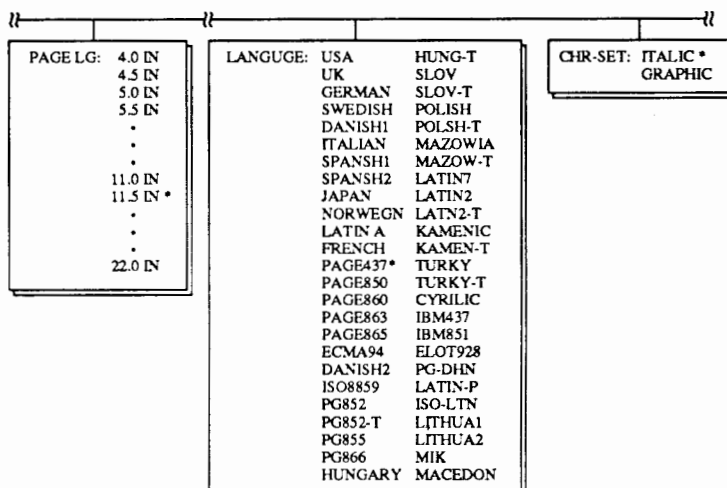 PAGE LG: 4.0 IN
4.5 IN
5.0 IN
5.5 IN
•
•
•
11.0 IN
11.5 IN *
•
•
•
22.0 IN
LANGUGE: USA HUNG-T
UK SLOV
GERMAN SLOV-T
SWEDISH POLISH
DANISH1 POLSH-T
ITALIAN MAZOWIA
SPANSH1 MAZOW-T
SPANSH2 LATIN7
JAPAN LATIN2
NORWEGN LATN2-T
LATIN A KAMENIC
FRENCH KAMEN-T
PAGE437* TURKY
PAGE850 TURKY-T
PAGE860 CYRILIC
PAGE863 IBM437
PAGE865 IBM851
ECMA94 ELOT928
DANISH2 PG-DHN
ISO8859 LATIN-P
PG852 ISO-LTN
PG852-T LITHUA1
PG855 LITHUA2
PG866 MIK
HUNGARY MACEDON
CHR-SET: ITALIC *
GRAPHIC